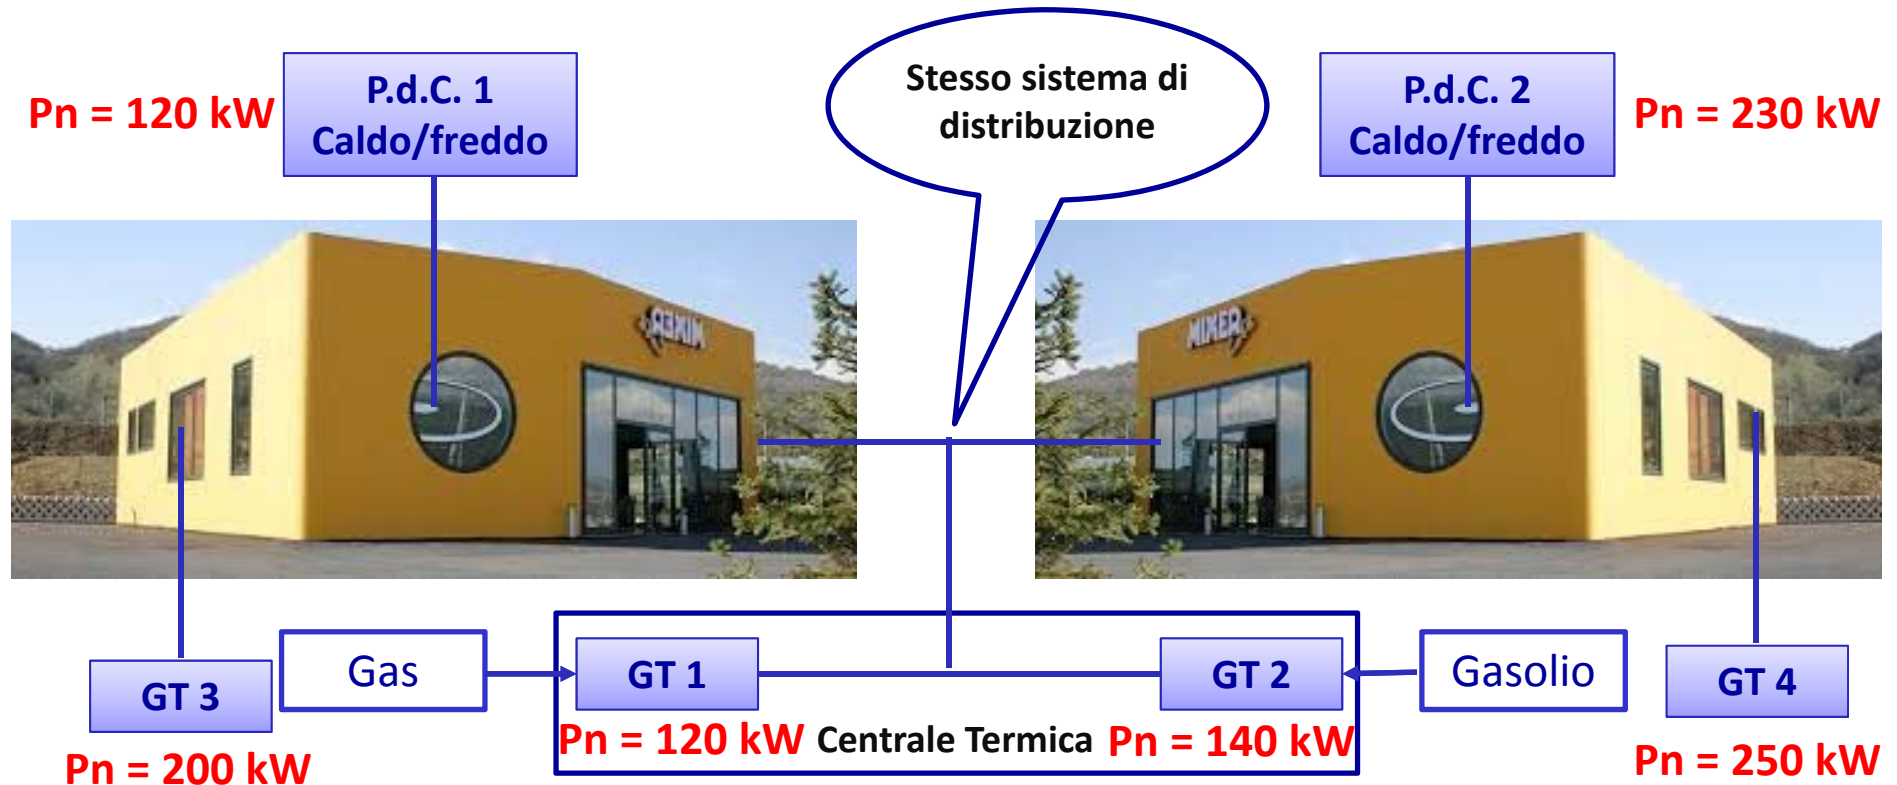 Pn = 120 kW
P.d.C. 1
Caldo/freddo
Stesso sistema di
distribuzione
P.d.C. 2
Caldo/freddo
Pn = 230 kW
MIXER
MIXER
GT 3
Gas
GT 1
GT 2
Gasolio
GT 4
Pn = 200 kW
Pn = 120 kW
Centrale Termica
Pn = 140 kW
Pn = 250 kW